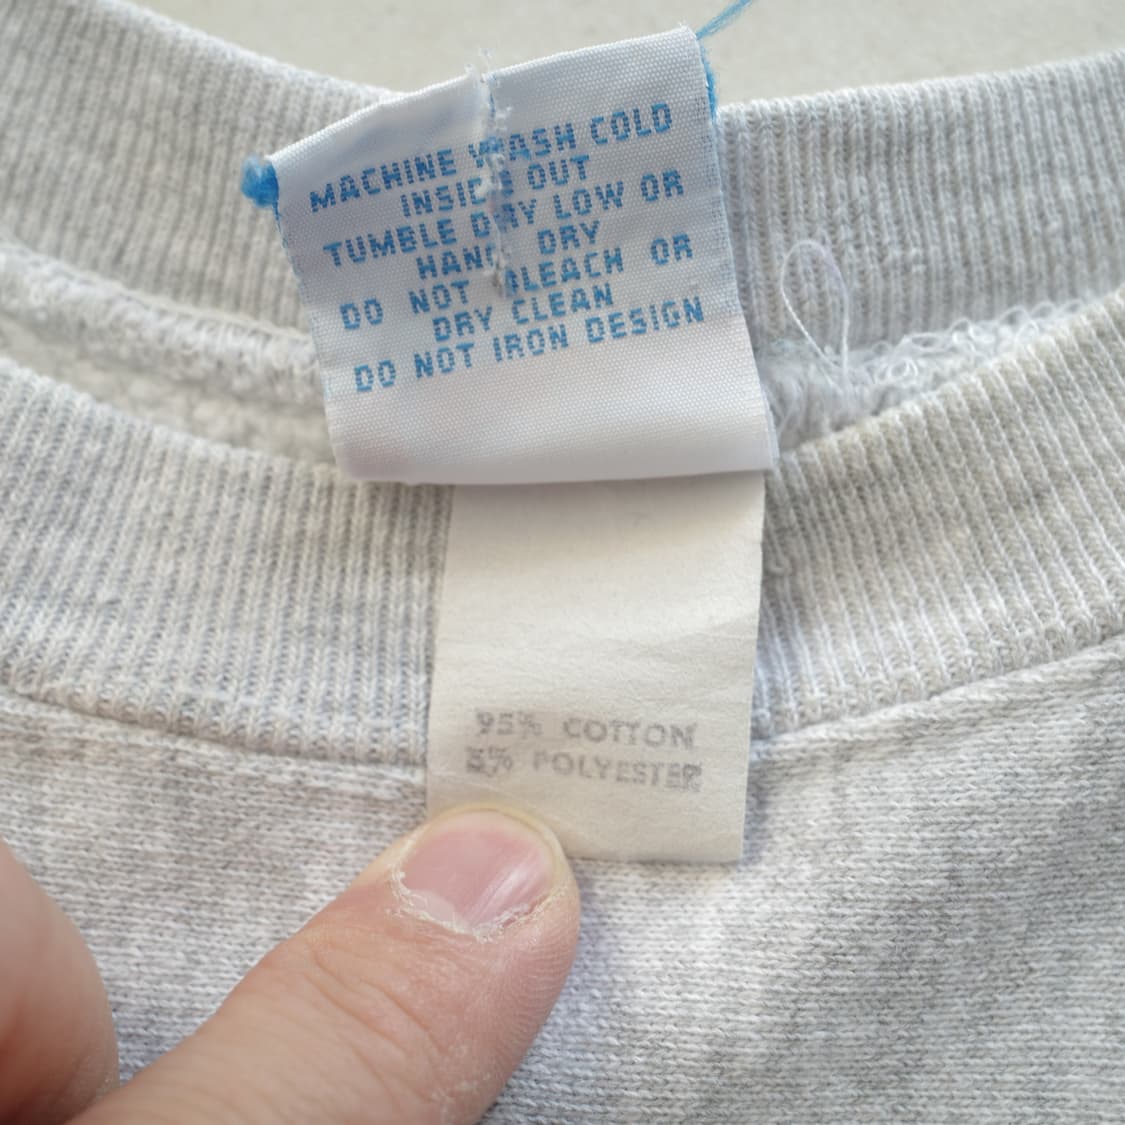 MACHINE WASH COLD
INSIDE OUT
TUMBLE DRY LOW OR
HANG DRY
DO NOT BLEACH OR
DRY CLEAN
DO NOT IRON DESIGN
95% COTTON
5% POLYESTER